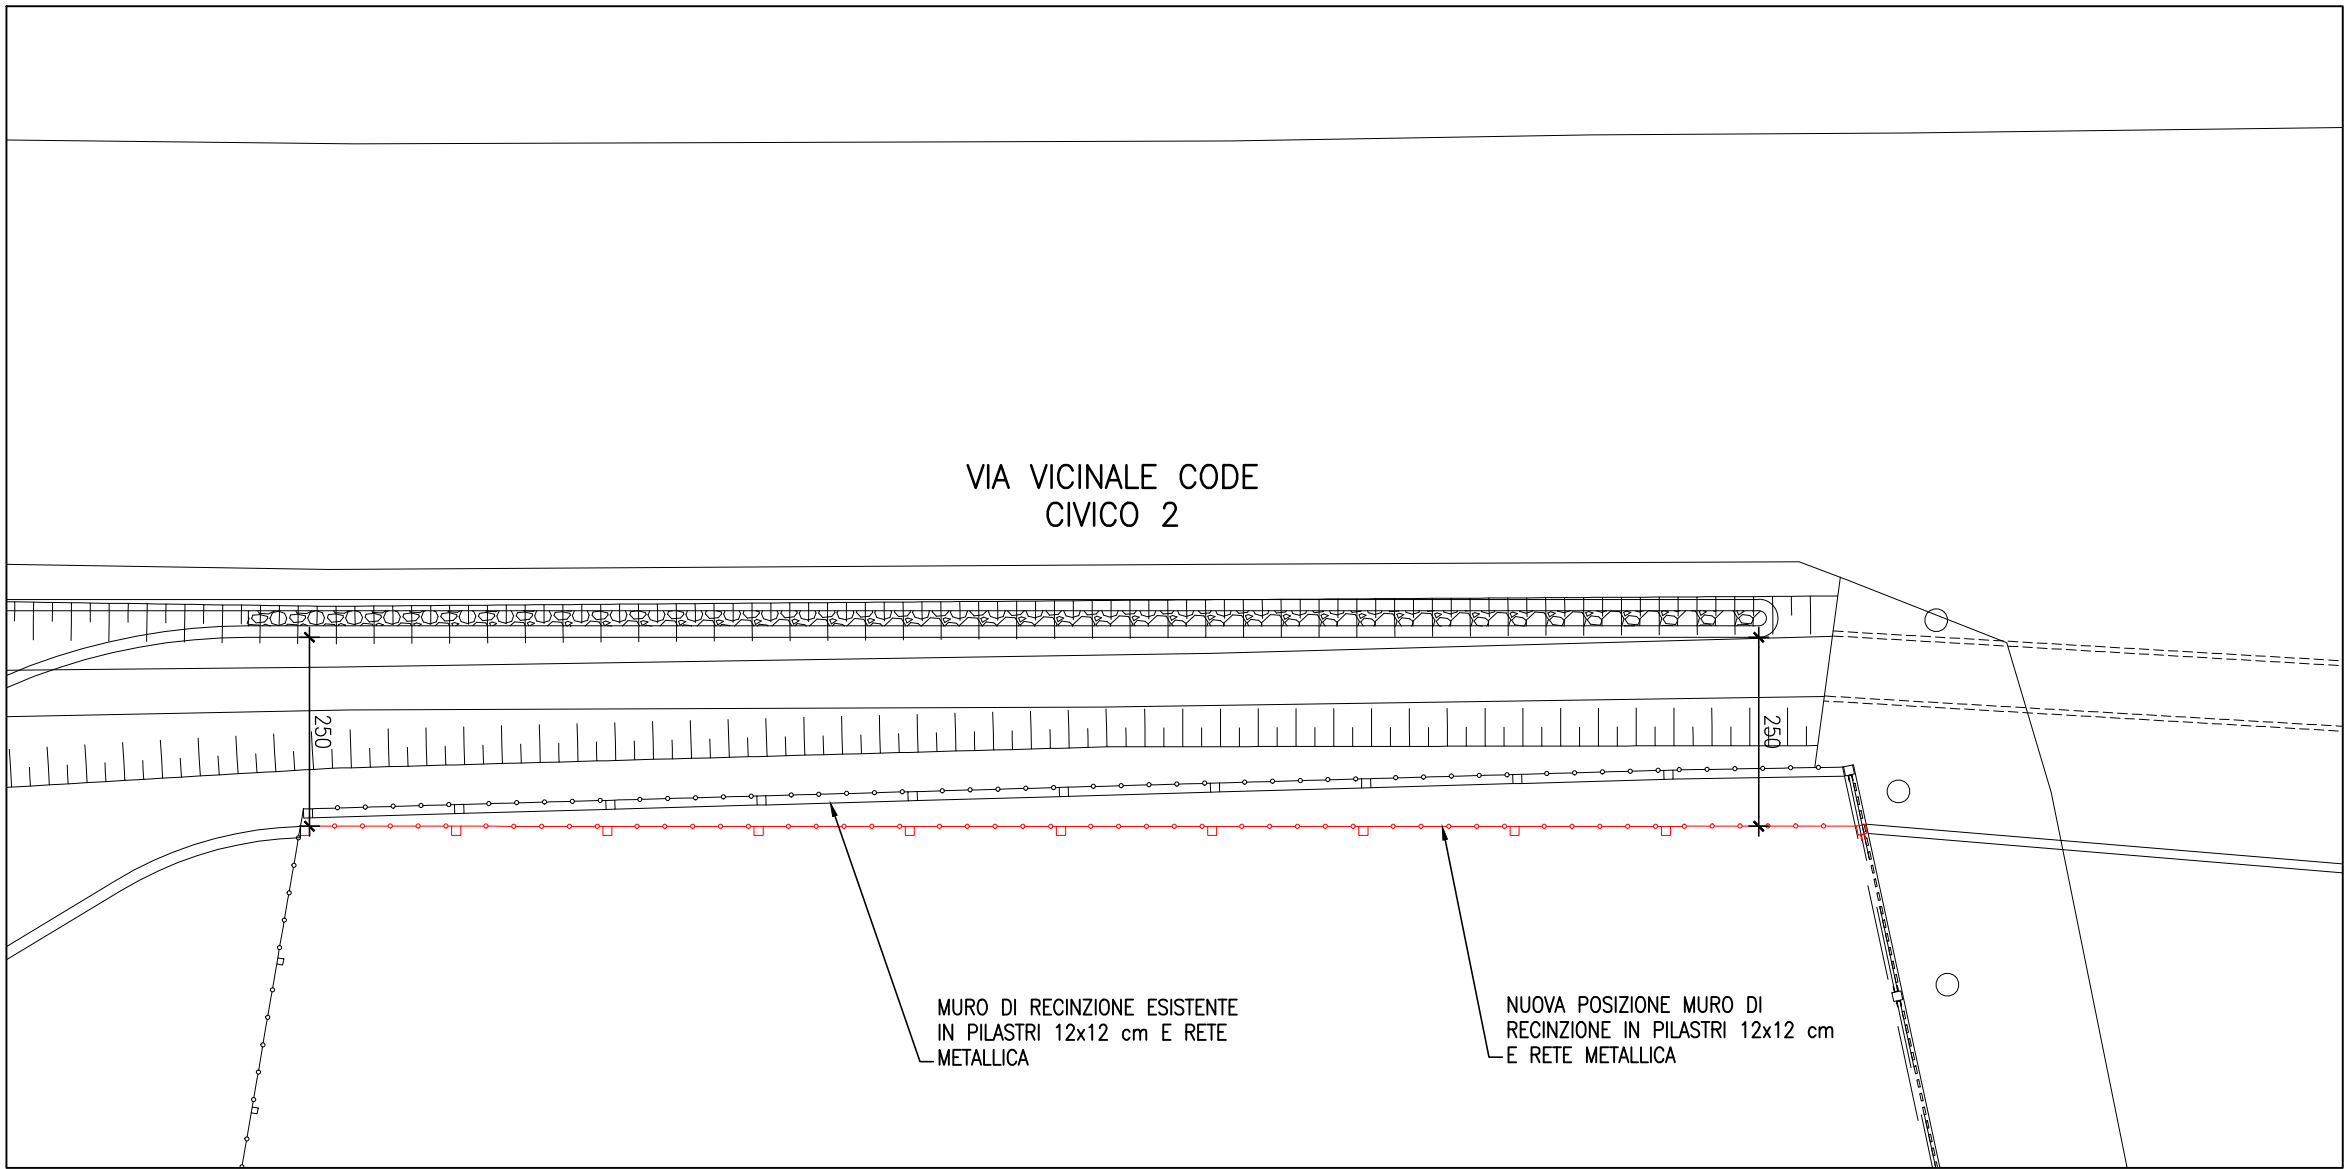 VIA VICINALE CODE
CIVICO 2
250
250
MURO DI RECINZIONE ESISTENTE
IN PILASTRI 12x12 cm E RETE
METALLICA
NUOVA POSIZIONE MURO DI
RECINZIONE IN PILASTRI 12x12 cm
E RETE METALLICA